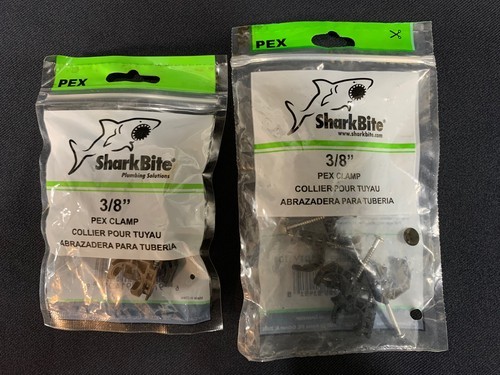 PEX
SharkBite®
Plumbing Solutions
3/8"
PEX CLAMP
COLLIER POUR TUYAU
ABRAZADERA PARA TUBERIA
PEX
SharkBite®
www.sharkbite.com
3/8"
PEX CLAMP
COLLIER POUR TUYAU
ABRAZADERA PARA TUBERIA